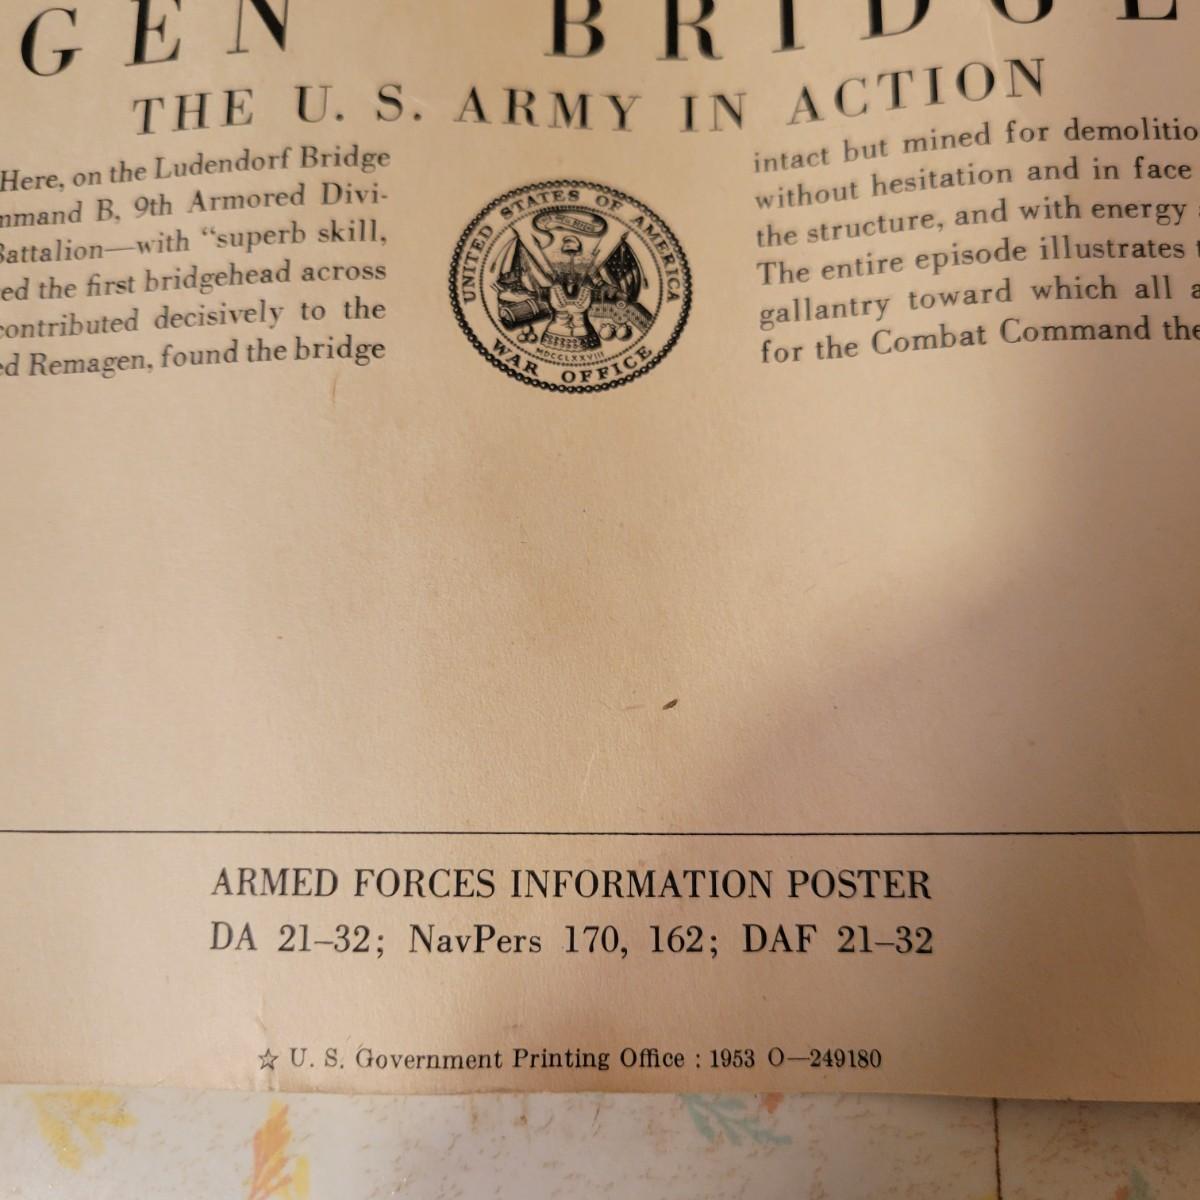 GEN BRIDGE
THE U. S. ARMY IN ACTION
Here, on the Ludendorf Bridge
mmand B, 9th Armored Divi-
Battalion—with "superb skill,
ed the first bridgehead across
contributed decisively to the
ed Remagen, found the bridge
UNITED STATES OF AMERICA
MDCCLXXVIII
WAR OFFICE
intact but mined for demolitio
without hesitation and in face
the structure, and with energy
The entire episode illustrates
gallantry toward which all a
for the Combat Command the
ARMED FORCES INFORMATION POSTER
DA 21–32; NavPers 170, 162; DAF 21–32
☆ U. S. Government Printing Office : 1953 O—249180